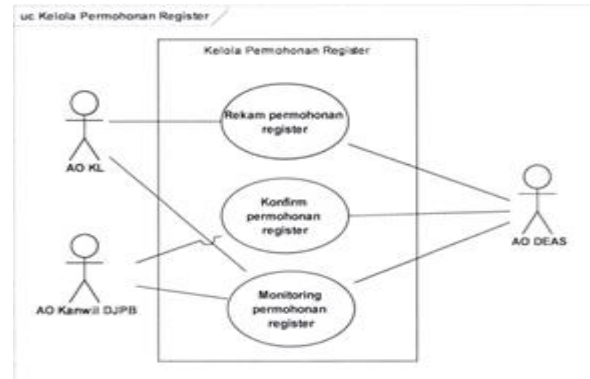 uc Kelola Permohonan Register
Kelola Permohonan Register
Rekam permohonan
register
AO KL
Konfirm
permohonan
register
AO DEAS
AO Kanwil DJPB
Monitoring
permohonan
register